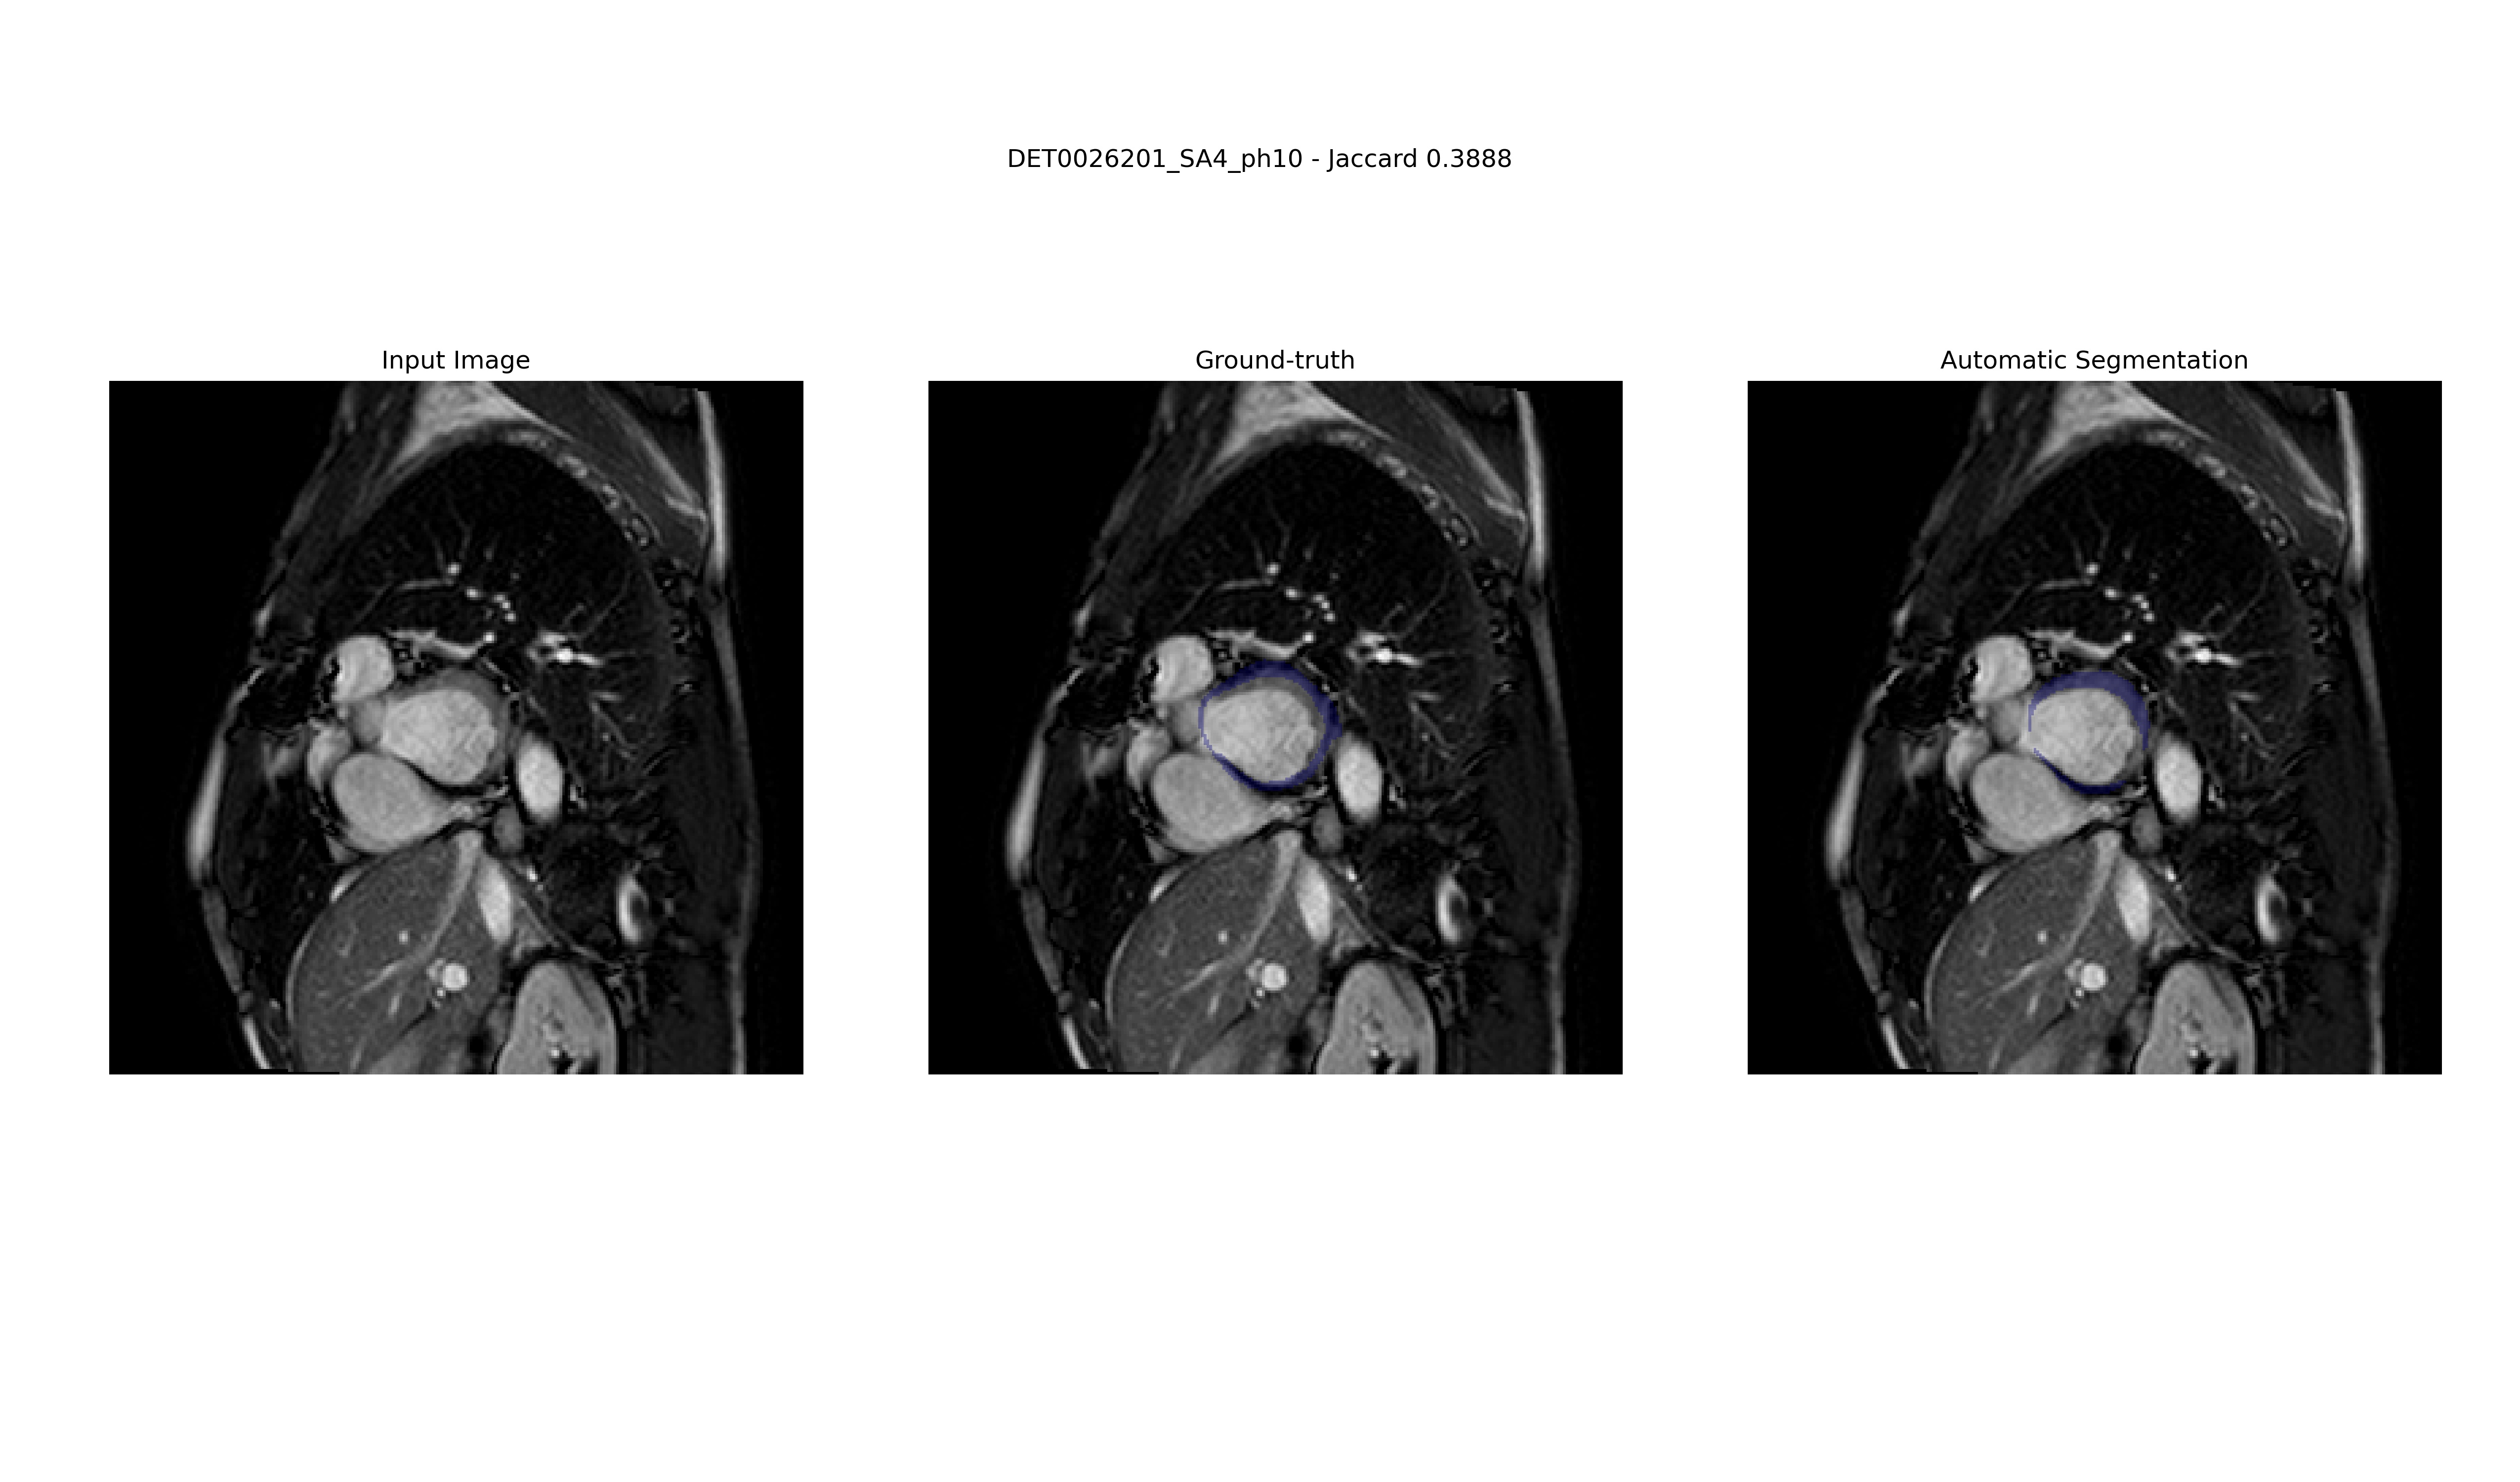 DET0026201_SA4_ph10 - Jaccard 0.3888
Input Image
Ground-truth
Automatic Segmentation